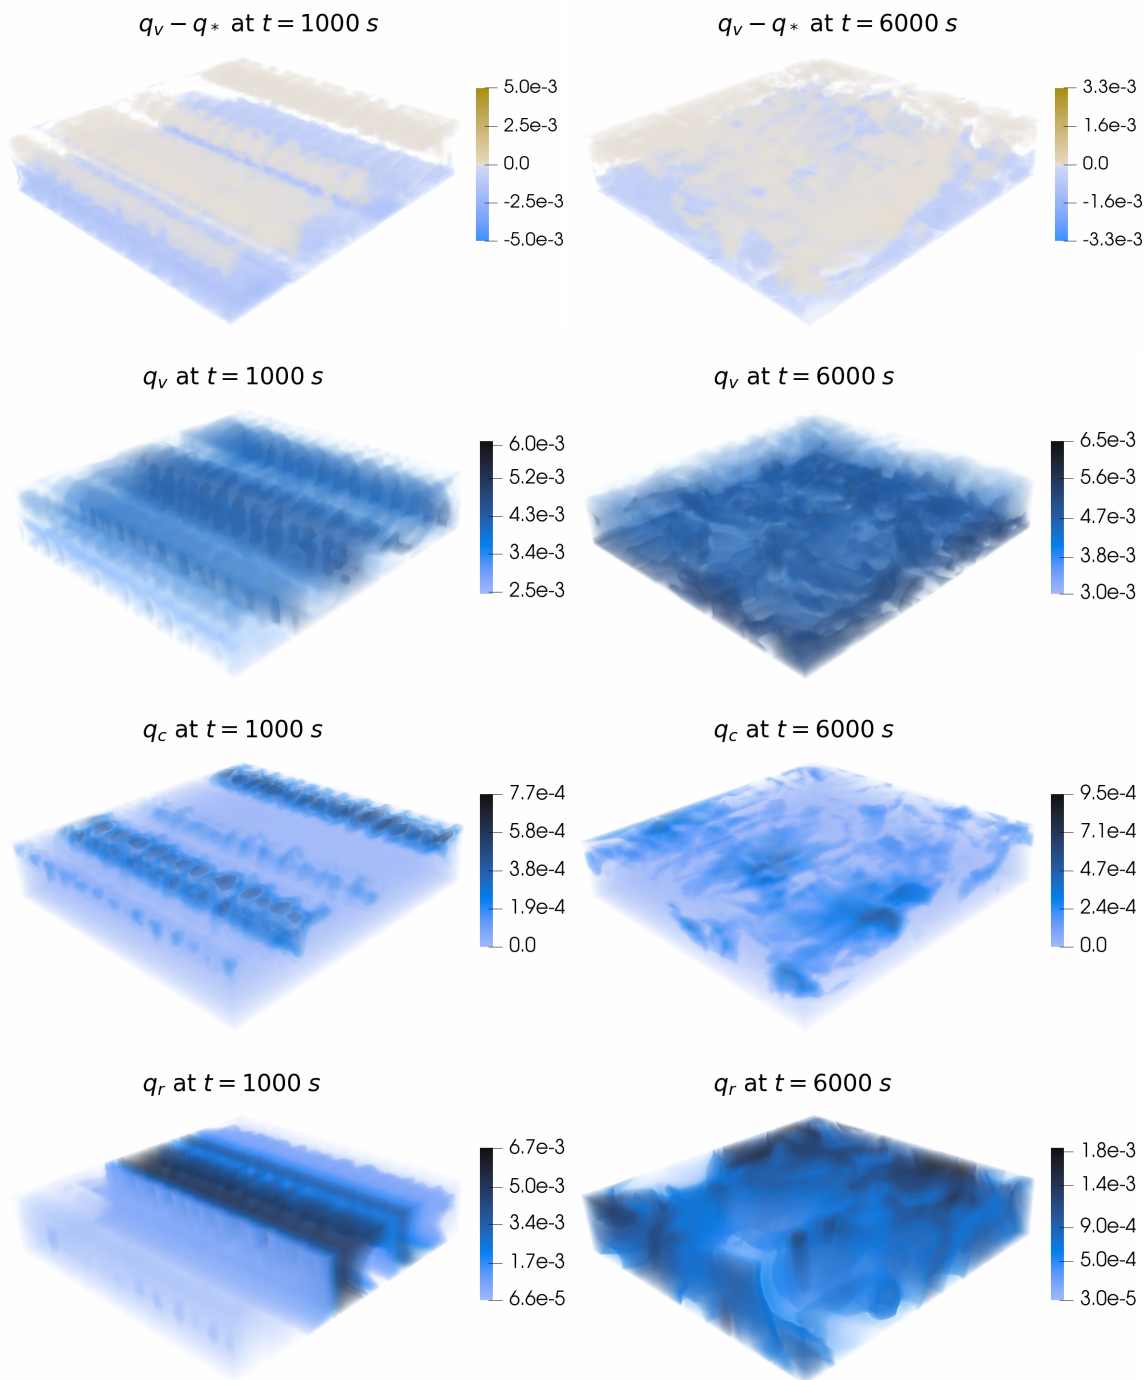 q_v − q_* at t = 1000 s
q_v − q_* at t = 6000 s
5.0e-3
2.5e-3
0.0
-2.5e-3
-5.0e-3
3.3e-3
1.6e-3
0.0
-1.6e-3
-3.3e-3
q_v at t = 1000 s
q_v at t = 6000 s
6.0e-3
5.2e-3
4.3e-3
3.4e-3
2.5e-3
6.5e-3
5.6e-3
4.7e-3
3.8e-3
3.0e-3
q_c at t = 1000 s
q_c at t = 6000 s
7.7e-4
5.8e-4
3.8e-4
1.9e-4
0.0
9.5e-4
7.1e-4
4.7e-4
2.4e-4
0.0
q_r at t = 1000 s
q_r at t = 6000 s
6.7e-3
5.0e-3
3.4e-3
1.7e-3
6.6e-5
1.8e-3
1.4e-3
9.0e-4
5.0e-4
3.0e-5